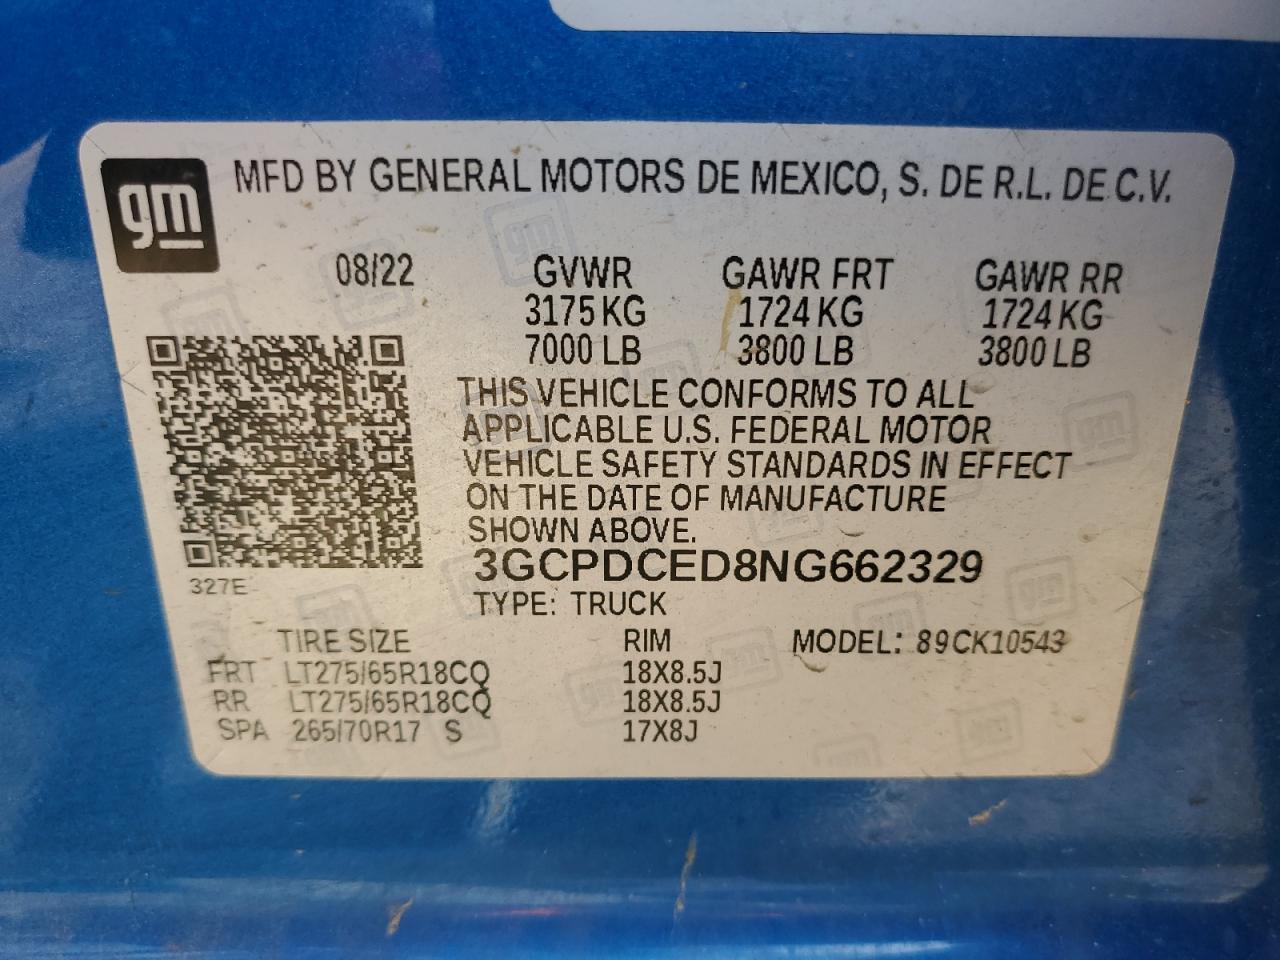 gm
MFD BY GENERAL MOTORS DE MEXICO, S. DE R.L. DE C.V.
08/22 GVWR GAWR FRT GAWR RR
3175 KG 1724 KG 1724 KG
7000 LB 3800 LB 3800 LB
THIS VEHICLE CONFORMS TO ALL
APPLICABLE U.S. FEDERAL MOTOR
VEHICLE SAFETY STANDARDS IN EFFECT
ON THE DATE OF MANUFACTURE
SHOWN ABOVE.
3GCPDCED8NG662329
327E
TYPE: TRUCK
TIRE SIZE RIM MODEL: 89CK10543
FRT LT275/65R18CQ 18X8.5J
RR LT275/65R18CQ 18X8.5J
SPA 265/70R17 S 17X8J